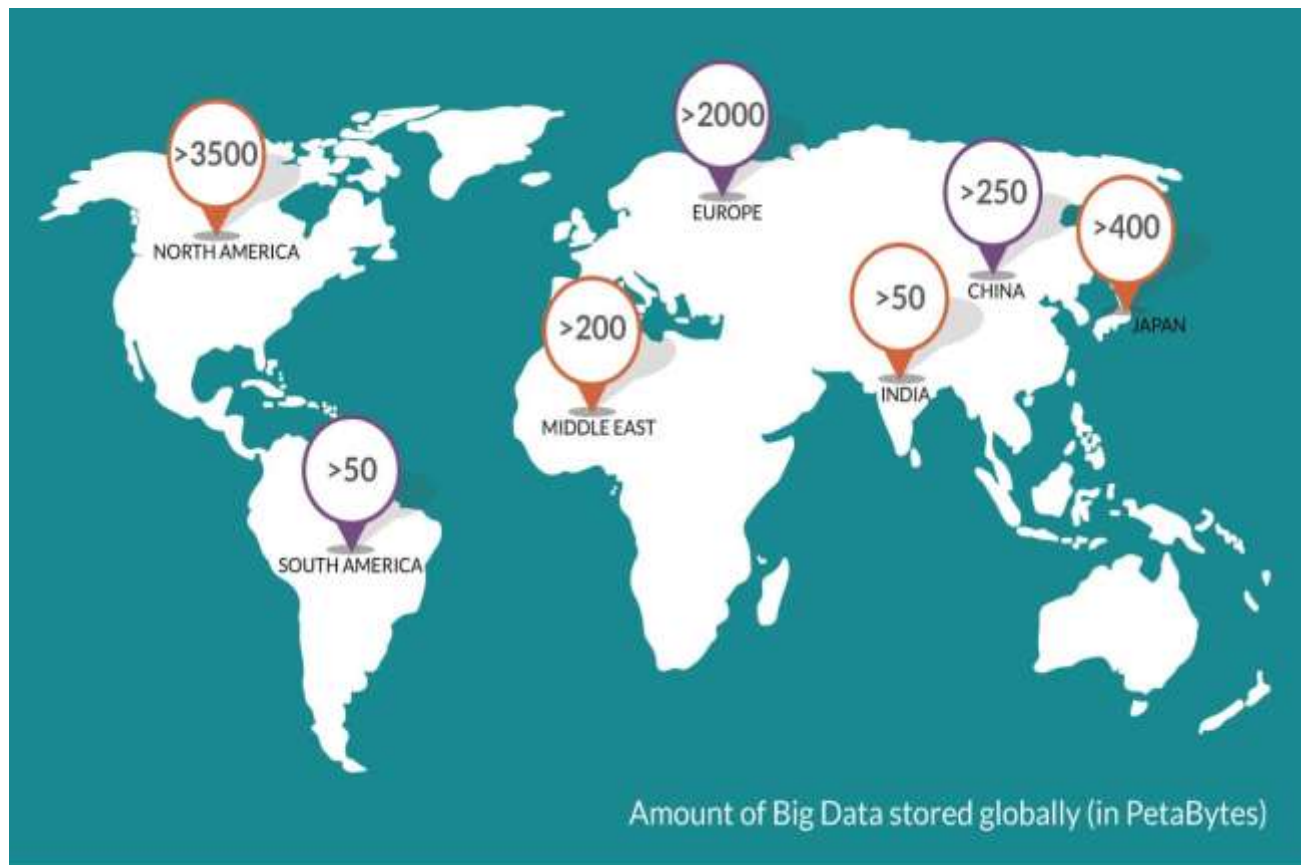 >2000
>3500
EUROPE
>250
>400
NORTH AMERICA
CHINA
>50
JAPAN
>200
INDIA
MIDDLE EAST
>50
SOUTH AMERICA
Amount of Big Data stored globally (in PetaBytes)